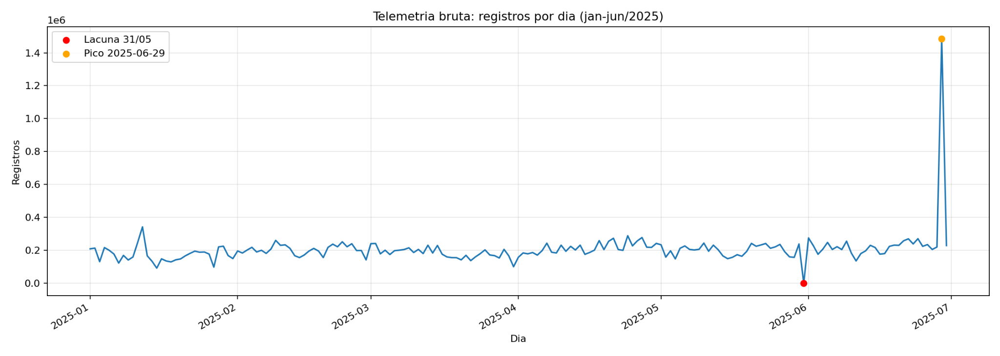 Telemetria bruta: registros por dia (jan-jun/2025)
1e6
Lacuna 31/05
Pico 2025-06-29
1.4
1.2
1.0
0.8
0.6
0.4
0.2
0.0
Registros
2025-01
2025-02
2025-03
2025-04
2025-05
2025-06
2025-07
Dia